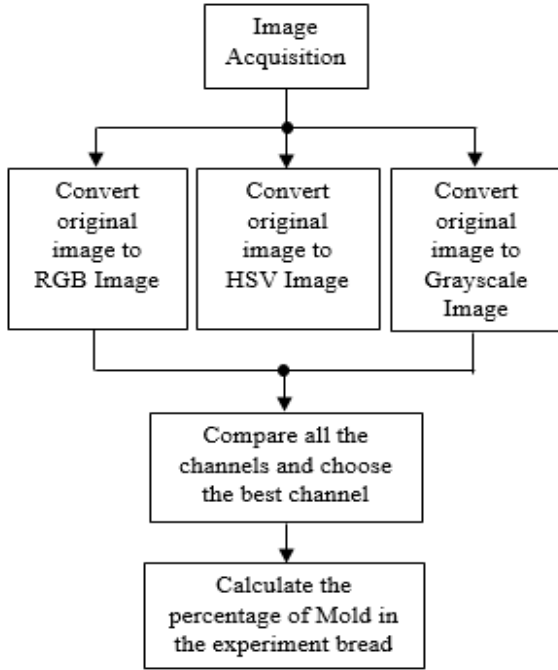 Image
Acquisition
Convert
original
image to
RGB Image
Convert
original
image to
HSV Image
Convert
original
image to
Grayscale
Image
Compare all the
channels and choose
the best channel
Calculate the
percentage of Mold in
the experiment bread